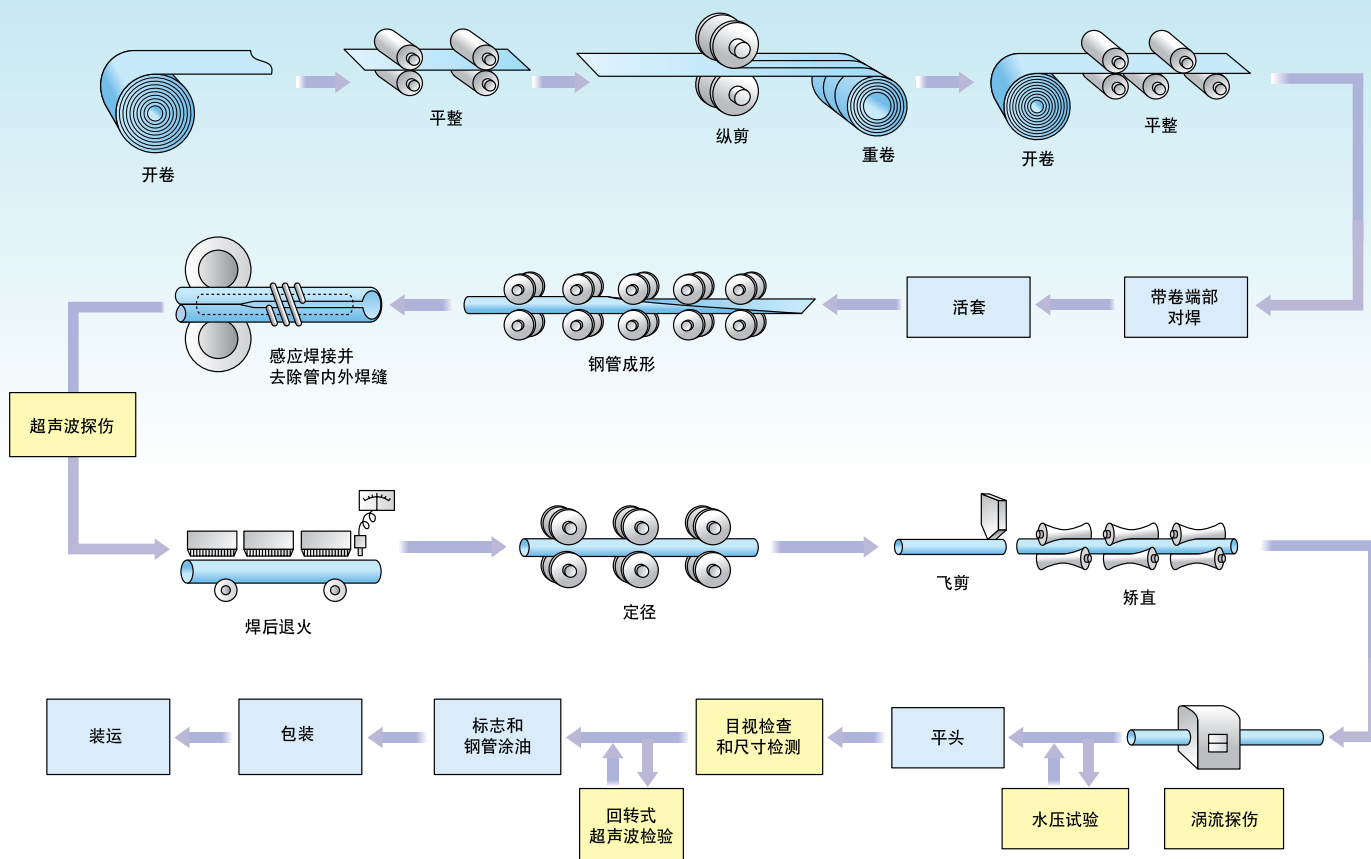 开卷
平整
纵剪
重卷
开卷
平整
带卷端部
对焊
活套
钢管成形
感应焊接并
去除管内外焊缝
超声波探伤
焊后退火
定径
飞剪
矫直
涡流探伤
水压试验
平头
目视检查
和尺寸检测
回转式
超声波检验
标志和
钢管涂油
包装
装运